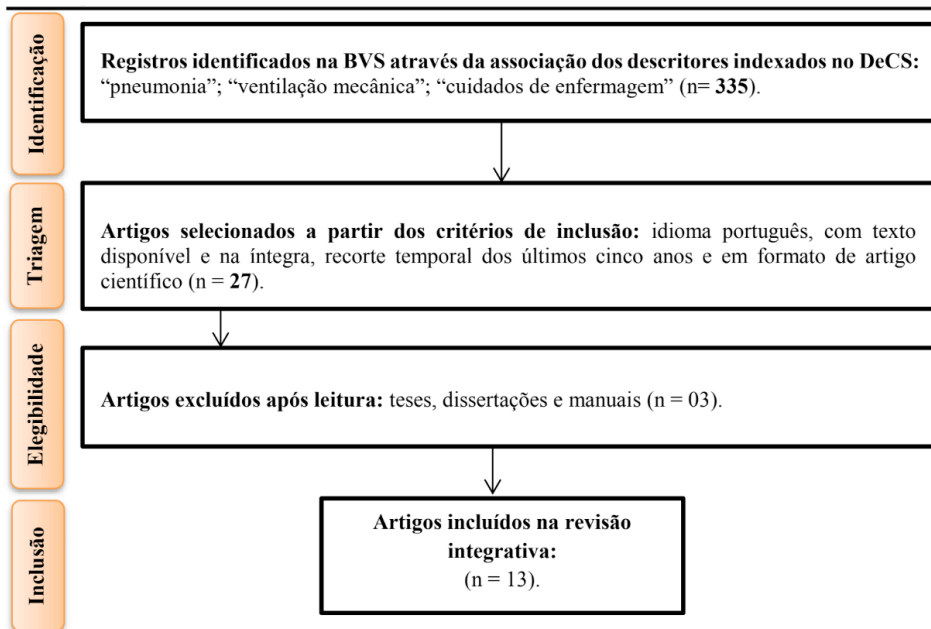 Identificação
Registros identificados na BVS através da associação dos descritores indexados no DeCS:
“pneumonia”; “ventilação mecânica”; “cuidados de enfermagem” (n= 335).
Triagem
Artigos selecionados a partir dos critérios de inclusão: idioma português, com texto
disponível e na íntegra, recorte temporal dos últimos cinco anos e em formato de artigo
científico (n = 27).
Elegibilidade
Artigos excluídos após leitura: teses, dissertações e manuais (n = 03).
Inclusão
Artigos incluídos na revisão
integrativa:
(n = 13).